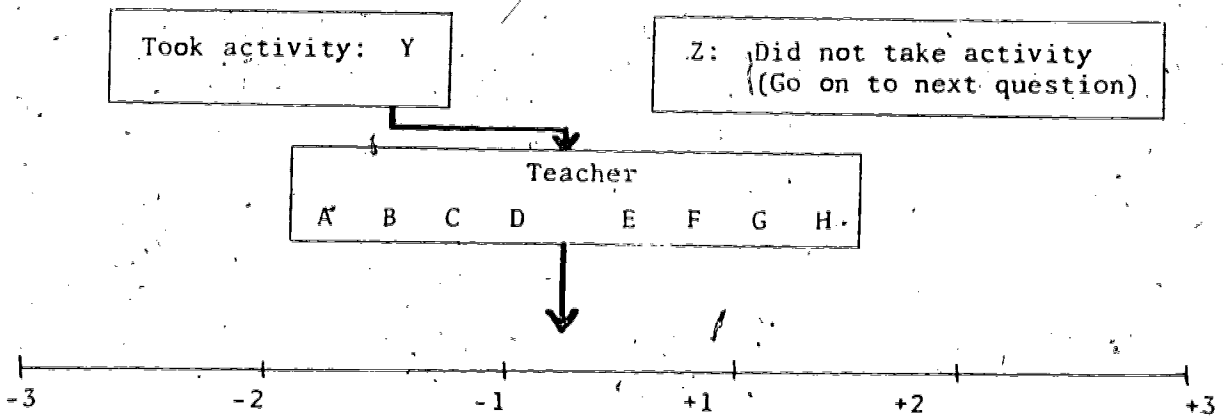 Took activity: Y
Z: Did not take activity
(Go on to next question)
Teacher
A B C D E F G H
-3 -2 -1 +1 +2 +3